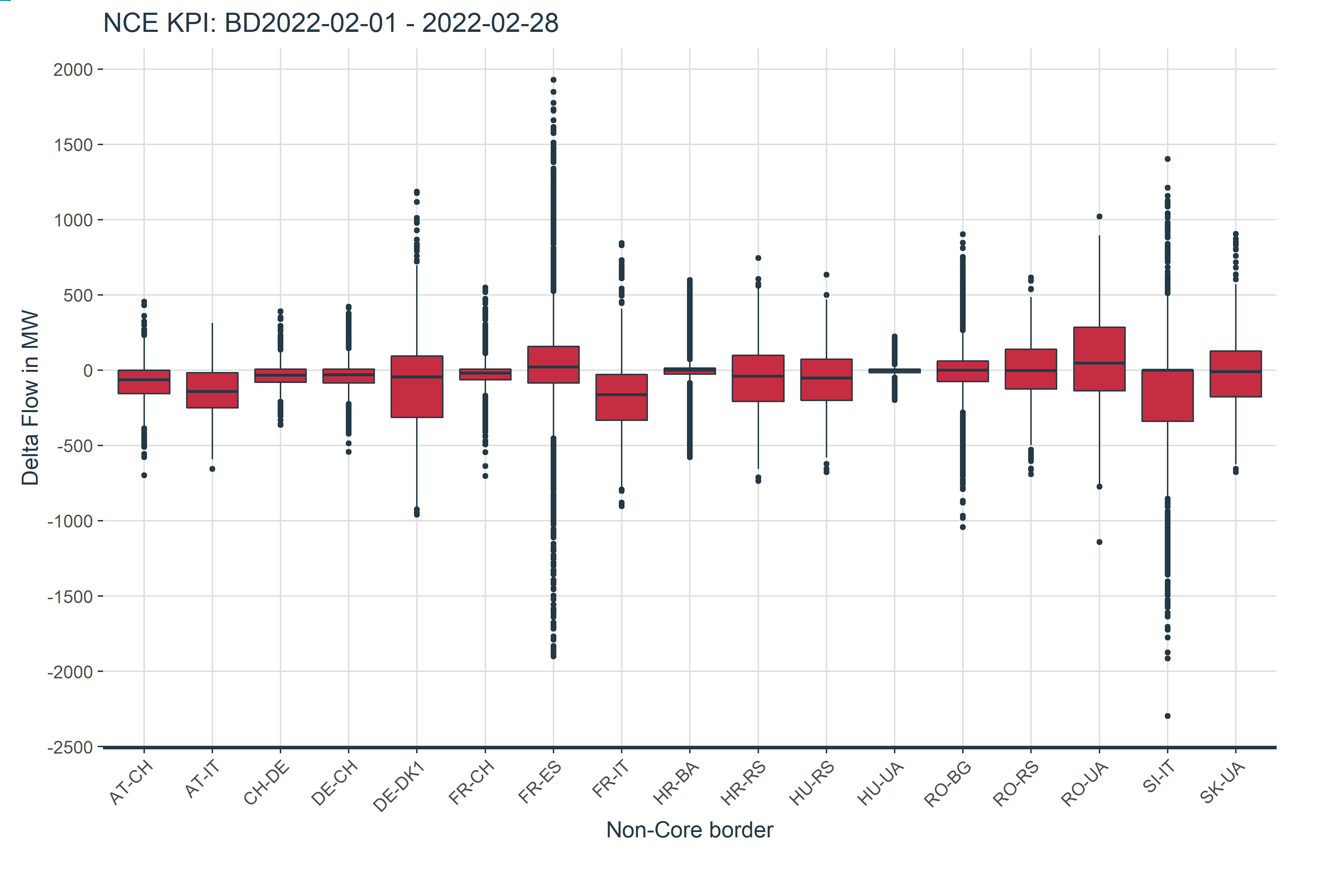 NCE KPI: BD2022-02-01 - 2022-02-28
Delta Flow in MW
2000
1500
1000
500
0
-500
-1000
-1500
-2000
-2500
AT-CH
AT-IT
CH-DE
DE-CH
DE-DK1
FR-CH
FR-ES
FR-IT
HR-BA
HR-RS
HU-RS
HU-UA
RO-BG
RO-RS
RO-UA
SI-IT
SK-UA
Non-Core border